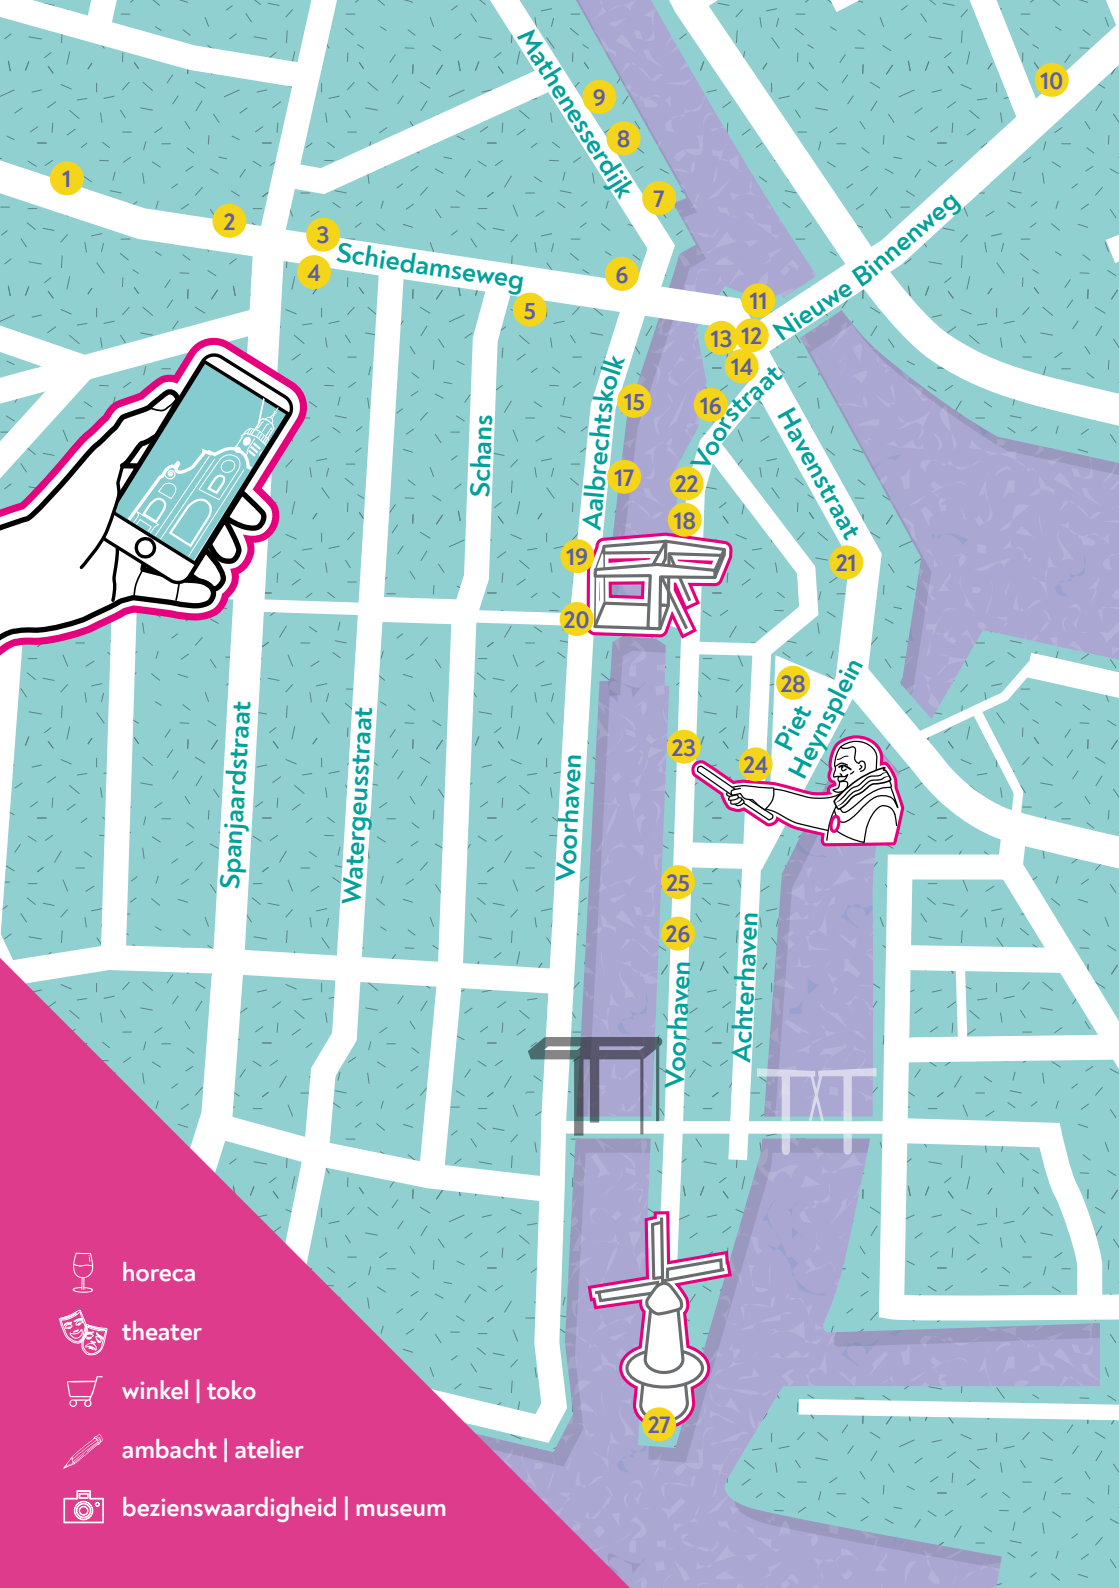 Mathenesserdijk
9
10
8
1
7
2
3
Schiedamseweg
4
6
5
11
Nieuwe Binnenweg
13
12
14
Aalbrechtskolk
15
16
Voorstraat
Havenstraat
Schans
17
22
18
19
21
20
28
Piet
Heynsplein
23
24
Spanjaardstraat
Watergeusstraat
Voorhaven
25
26
Voorhaven
Achterhaven
27
horeca
theater
winkel | toko
ambacht | atelier
bezienswaardigheid | museum